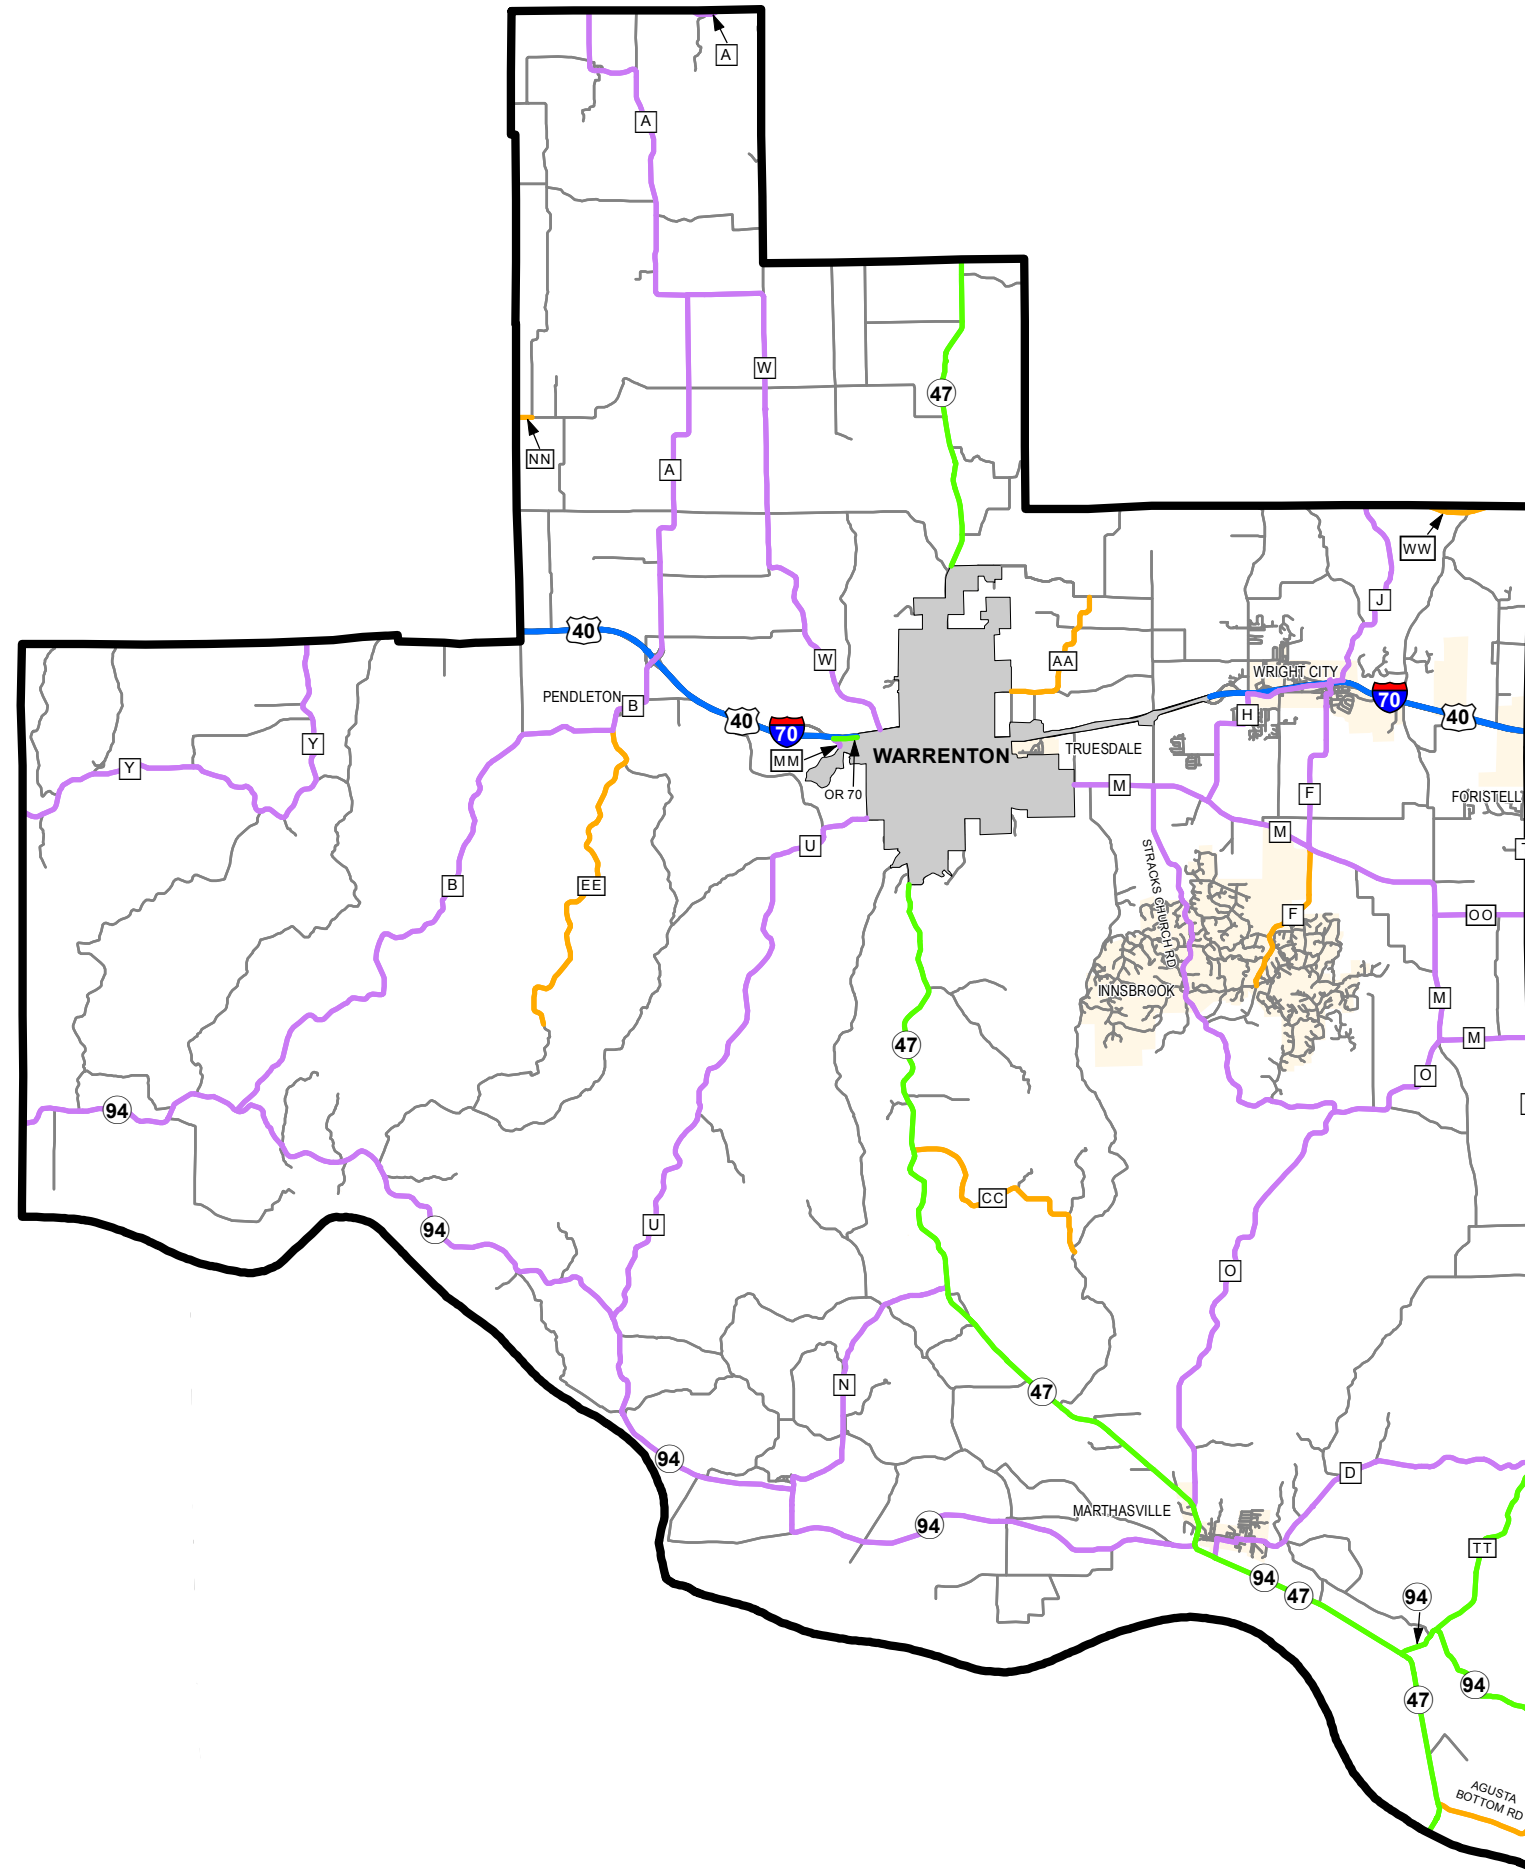 A
A
W
47
NN
A
WW
J
40
W
AA
PENDLETON
B
WRIGHT CITY
70
40
H
40
70
Y
MM
WARRENTON
TRUESDALE
Y
OR 70
M
F
FORISTELL
M
U
STRACKS CHURCH RD
B
EE
F
OO
INNSBROOK
M
47
M
O
94
CC
U
94
O
N
47
94
D
MARTHASVILLE
94
TT
94
47
94
94
47
AGUSTA
BOTTOM RD